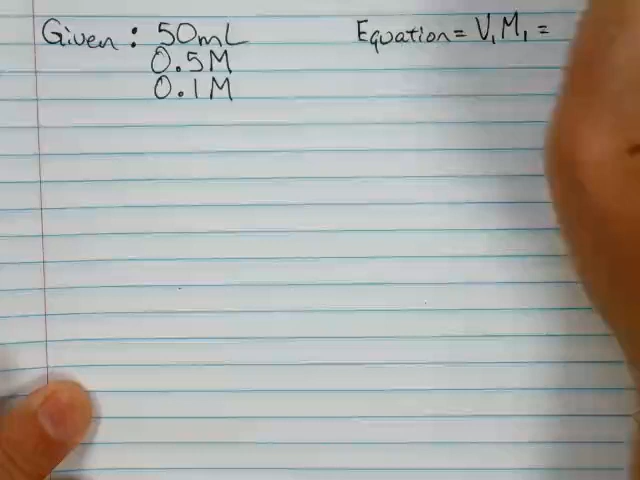 Given : 50mL
0.5M
0.1M
Equation = V₁M₁ =